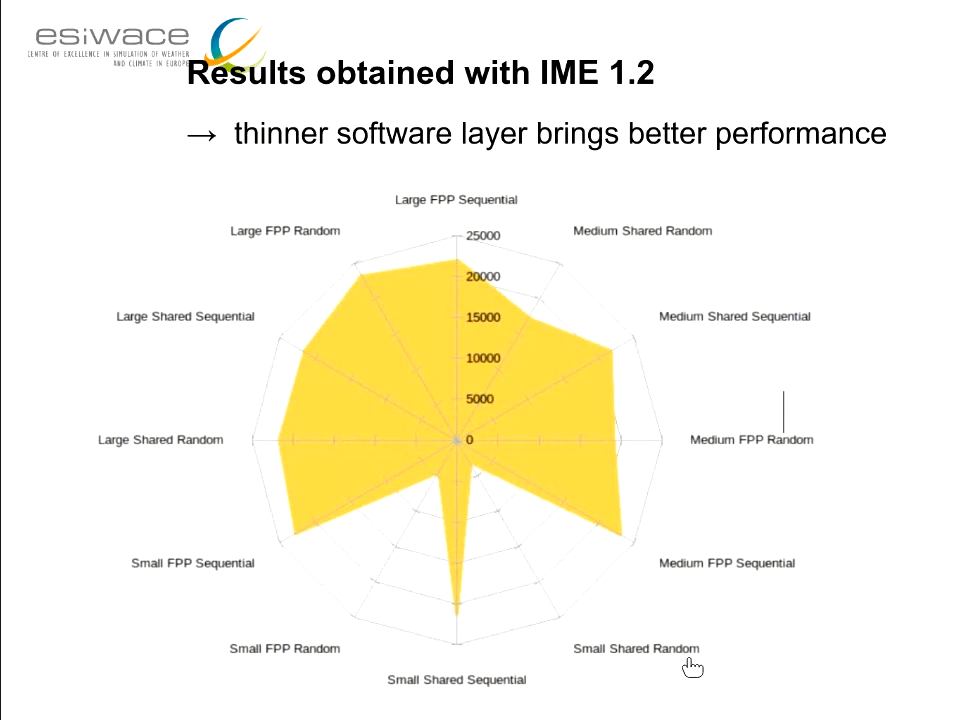 esiwace
CENTRE OF EXCELLENCE IN SIMULATION OF WEATHER
AND CLIMATE IN EUROPE
Results obtained with IME 1.2
→ thinner software layer brings better performance
Large FPP Sequential
Large FPP Random
Medium Shared Random
25000
20000
Large Shared Sequential
15000
Medium Shared Sequential
10000
5000
Large Shared Random
0
Medium FPP Random
Small FPP Sequential
Medium FPP Sequential
Small FPP Random
Small Shared Random
Small Shared Sequential